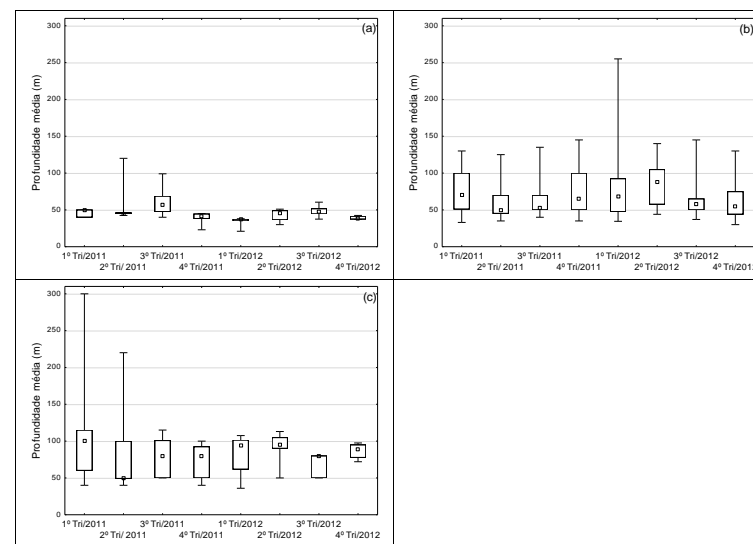 (a)
Profundidade média (m)
300
250
200
150
100
50
0
1º Tri/2011 3º Tri/2011 1º Tri/2012 3º Tri/2012
2º Tri/ 2011 4º Tri/2011 2º Tri/2012 4º Tri/2012
(b)
Profundidade média (m)
300
250
200
150
100
50
0
1º Tri/2011 3º Tri/2011 1º Tri/2012 3º Tri/2012
2º Tri/ 2011 4º Tri/2011 2º Tri/2012 4º Tri/2012
(c)
Profundidade média (m)
300
250
200
150
100
50
0
1º Tri/2011 3º Tri/2011 1º Tri/2012 3º Tri/2012
2º Tri/ 2011 4º Tri/2011 2º Tri/2012 4º Tri/2012